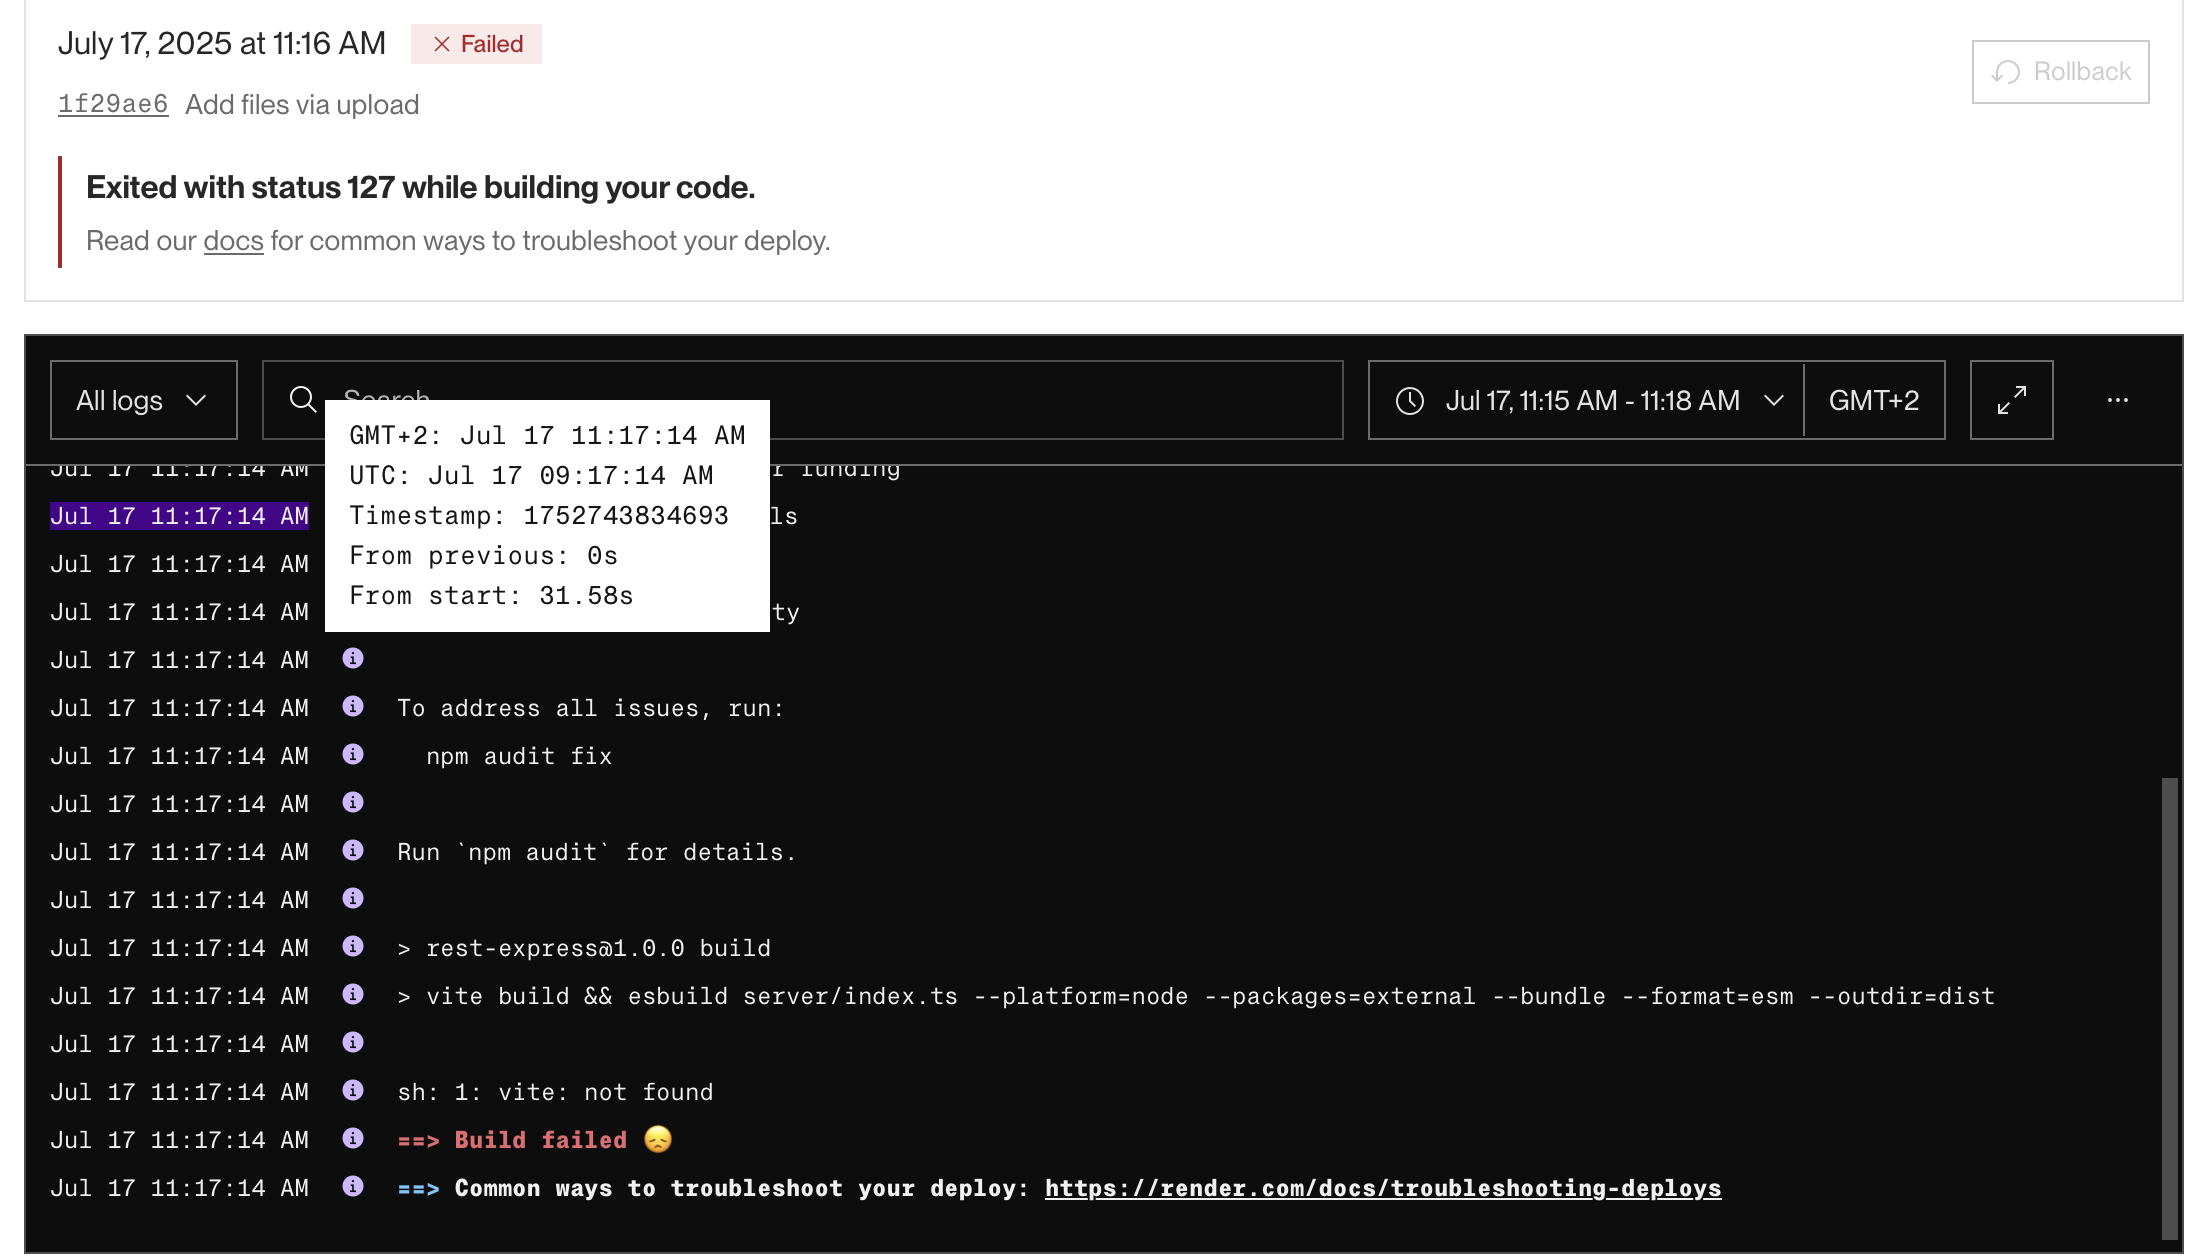 July 17, 2025 at 11:16 AM Failed
Rollback
1f29ae6 Add files via upload
Exited with status 127 while building your code.
Read our docs for common ways to troubleshoot your deploy.
All logs Search Jul 17, 11:15 AM - 11:18 AM GMT+2
GMT+2: Jul 17 11:17:14 AM
UTC: Jul 17 09:17:14 AM
Timestamp: 1752743834693
From previous: 0s
From start: 31.58s
Jul 17 11:17:14 AM r funding
Jul 17 11:17:14 AM ls
Jul 17 11:17:14 AM
Jul 17 11:17:14 AM ty
Jul 17 11:17:14 AM
Jul 17 11:17:14 AM To address all issues, run:
Jul 17 11:17:14 AM npm audit fix
Jul 17 11:17:14 AM
Jul 17 11:17:14 AM Run `npm audit` for details.
Jul 17 11:17:14 AM
Jul 17 11:17:14 AM > rest-express@1.0.0 build
Jul 17 11:17:14 AM > vite build && esbuild server/index.ts --platform=node --packages=external --bundle --format=esm --outdir=dist
Jul 17 11:17:14 AM
Jul 17 11:17:14 AM sh: 1: vite: not found
Jul 17 11:17:14 AM ==> Build failed 😞
Jul 17 11:17:14 AM ==> Common ways to troubleshoot your deploy: https://render.com/docs/troubleshooting-deploys